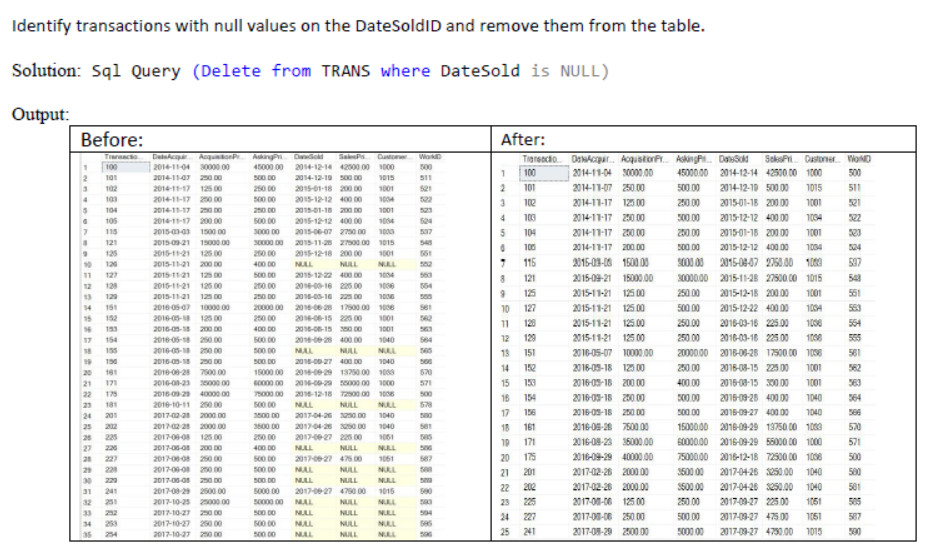 Identify transactions with null values on the DateSoldID and remove them from the table.
Solution: Sql Query (Delete from TRANS where DateSold is NULL)
Output:
Before:
Transactio... DateAcquir... AcquisitionPr... AskingPri... DateSold SalesPri... Customer... WorkID
1 100 2014-11-04 30000.00 45000.00 2014-12-14 42500.00 1000 500
2 101 2014-11-07 250.00 500.00 2014-12-19 500.00 1015 511
3 102 2014-11-17 125.00 250.00 2015-01-18 200.00 1001 521
4 103 2014-11-17 250.00 500.00 2015-12-12 400.00 1034 522
5 104 2014-11-17 250.00 250.00 2015-01-18 200.00 1001 523
6 105 2014-11-17 200.00 500.00 2015-12-12 400.00 1034 524
7 115 2015-03-03 1500.00 3000.00 2015-06-07 2750.00 1033 537
8 121 2015-09-21 15000.00 30000.00 2015-11-28 27500.00 1015 548
9 125 2015-11-21 125.00 250.00 2015-12-18 200.00 1001 551
10 126 2015-11-21 200.00 400.00 NULL NULL NULL 552
11 127 2015-11-21 125.00 500.00 2015-12-22 400.00 1034 553
12 128 2015-11-21 125.00 250.00 2016-03-16 225.00 1036 554
13 129 2015-11-21 125.00 250.00 2016-03-16 225.00 1036 555
14 151 2016-05-07 10000.00 20000.00 2016-06-28 17500.00 1036 561
15 152 2016-05-18 125.00 250.00 2016-08-15 225.00 1001 562
16 153 2016-05-18 200.00 400.00 2016-08-15 350.00 1001 563
17 154 2016-05-18 250.00 500.00 2016-09-28 400.00 1040 564
18 155 2016-05-18 250.00 500.00 NULL NULL NULL 565
19 156 2016-05-18 250.00 500.00 2016-09-27 400.00 1040 566
20 161 2016-06-28 7500.00 15000.00 2016-09-29 13750.00 1033 570
21 171 2016-08-23 35000.00 60000.00 2016-09-29 55000.00 1000 571
22 175 2016-09-29 40000.00 75000.00 2016-12-18 72500.00 1036 500
23 181 2016-10-11 250.00 500.00 NULL NULL NULL 578
24 201 2017-02-28 2000.00 3500.00 2017-04-26 3250.00 1040 580
25 202 2017-02-28 2000.00 3500.00 2017-04-26 3250.00 1040 581
26 225 2017-06-08 125.00 250.00 2017-09-27 225.00 1051 585
27 226 2017-06-08 200.00 400.00 NULL NULL NULL 586
28 227 2017-06-08 250.00 500.00 2017-09-27 475.00 1051 587
29 228 2017-06-08 250.00 500.00 NULL NULL NULL 588
30 229 2017-06-08 250.00 500.00 NULL NULL NULL 589
31 241 2017-08-29 2500.00 5000.00 2017-09-27 4750.00 1015 590
32 251 2017-10-25 25000.00 50000.00 NULL NULL NULL 593
33 252 2017-10-27 250.00 500.00 NULL NULL NULL 594
34 253 2017-10-27 250.00 500.00 NULL NULL NULL 595
35 254 2017-10-27 250.00 500.00 NULL NULL NULL 596
After:
Transactio... DateAcquir... AcquisitionPr... AskingPri... DateSold SalesPri... Customer... WorkID
1 100 2014-11-04 30000.00 45000.00 2014-12-14 42500.00 1000 500
2 101 2014-11-07 250.00 500.00 2014-12-19 500.00 1015 511
3 102 2014-11-17 125.00 250.00 2015-01-18 200.00 1001 521
4 103 2014-11-17 250.00 500.00 2015-12-12 400.00 1034 522
5 104 2014-11-17 250.00 250.00 2015-01-18 200.00 1001 523
6 105 2014-11-17 200.00 500.00 2015-12-12 400.00 1034 524
7 115 2015-03-03 1500.00 3000.00 2015-06-07 2750.00 1033 537
8 121 2015-09-21 15000.00 30000.00 2015-11-28 27500.00 1015 548
9 125 2015-11-21 125.00 250.00 2015-12-18 200.00 1001 551
10 127 2015-11-21 125.00 500.00 2015-12-22 400.00 1034 553
11 128 2015-11-21 125.00 250.00 2016-03-16 225.00 1036 554
12 129 2015-11-21 125.00 250.00 2016-03-16 225.00 1036 555
13 151 2016-05-07 10000.00 20000.00 2016-06-28 17500.00 1036 561
14 152 2016-05-18 125.00 250.00 2016-08-15 225.00 1001 562
15 153 2016-05-18 200.00 400.00 2016-08-15 350.00 1001 563
16 154 2016-05-18 250.00 500.00 2016-09-28 400.00 1040 564
17 156 2016-05-18 250.00 500.00 2016-09-27 400.00 1040 566
18 161 2016-06-28 7500.00 15000.00 2016-09-29 13750.00 1033 570
19 171 2016-08-23 35000.00 60000.00 2016-09-29 55000.00 1000 571
20 175 2016-09-29 40000.00 75000.00 2016-12-18 72500.00 1036 500
21 201 2017-02-28 2000.00 3500.00 2017-04-26 3250.00 1040 580
22 202 2017-02-28 2000.00 3500.00 2017-04-26 3250.00 1040 581
23 225 2017-06-08 125.00 250.00 2017-09-27 225.00 1051 585
24 227 2017-06-08 250.00 500.00 2017-09-27 475.00 1051 587
25 241 2017-08-29 2500.00 5000.00 2017-09-27 4750.00 1015 590